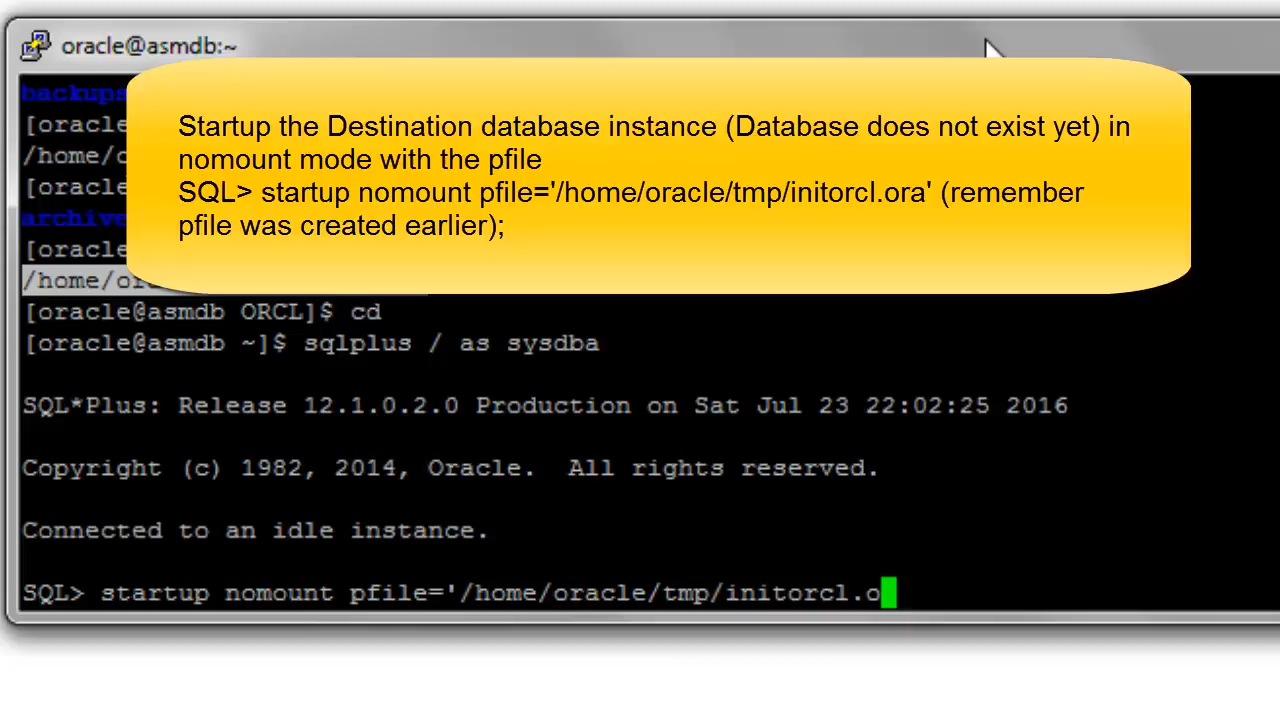 oracle@asmdb:~
backups
[oracle
Startup the Destination database instance (Database does not exist yet) in
/home/o
nomount mode with the pfile
[oracle
SQL> startup nomount pfile='/home/oracle/tmp/initorcl.ora' (remember
archive
pfile was created earlier);
[oracle
/home/or
[oracle@asmdb ORCL]$ cd
[oracle@asmdb ~]$ sqlplus / as sysdba
SQL*Plus: Release 12.1.0.2.0 Production on Sat Jul 23 22:02:25 2016
Copyright (c) 1982, 2014, Oracle.  All rights reserved.
Connected to an idle instance.
SQL> startup nomount pfile='/home/oracle/tmp/initorcl.o